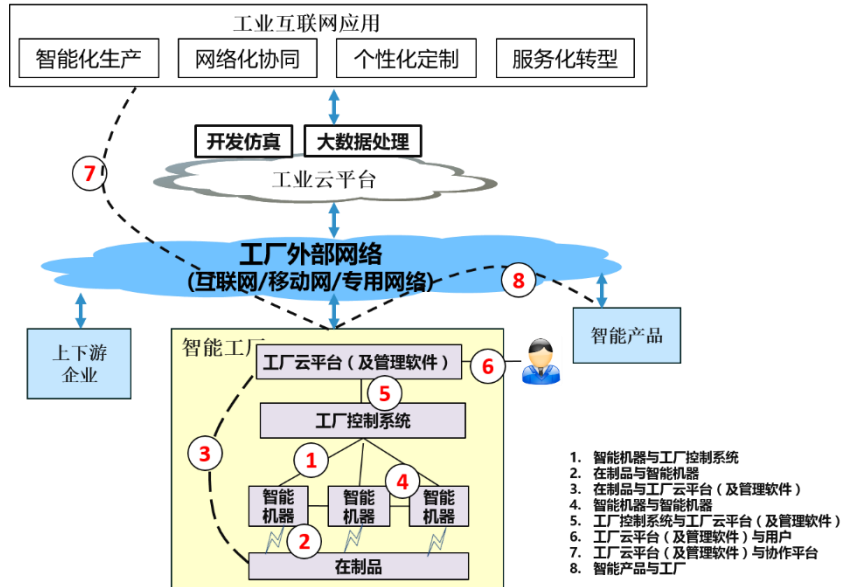 工业互联网应用
智能化生产
网络化协同
个性化定制
服务化转型
开发仿真
大数据处理
工业云平台
7
工厂外部网络
(互联网/移动网/专用网络)
8
上下游
企业
智能产品
智能工厂
工厂云平台（及管理软件）
6
5
工厂控制系统
3
1
4
智能
机器
智能
机器
智能
机器
2
在制品
1. 智能机器与工厂控制系统
2. 在制品与智能机器
3. 在制品与工厂云平台（及管理软件）
4. 智能机器与智能机器
5. 工厂控制系统与工厂云平台（及管理软件）
6. 工厂云平台（及管理软件）与用户
7. 工厂云平台（及管理软件）与协作平台
8. 智能产品与工厂